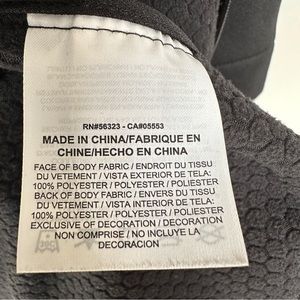 RN#56323 - CA#05553
MADE IN CHINA/FABRIQUE EN
CHINE/HECHO EN CHINA
FACE OF BODY FABRIC / ENDROIT DU TISSU
DU VETEMENT / VISTA EXTERIOR DE TELA:
100% POLYESTER / POLYESTER / POLIESTER
BACK OF BODY FABRIC / ENVERS DU TISSU
DU VETEMENT / VISTA INTERIOR DE TELA:
100% POLYESTER / POLYESTER / POLIESTER
EXCLUSIVE OF DECORATION / DECORATION
NON COMPRISE / NO INCLUYE LA
DECORACION